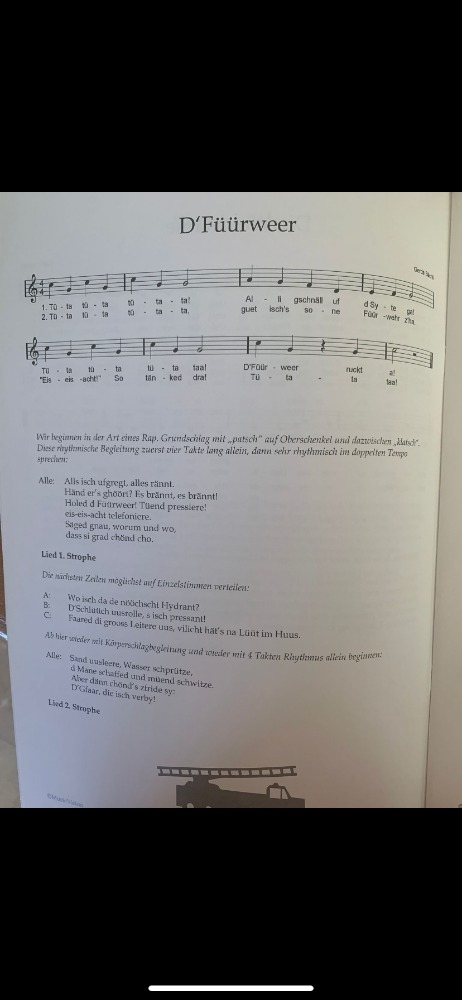 D'Füürweer
1. Tü - ta tü - ta tü - ta - ta! Al - li gschnäll uf d Sy - te ga!
2. Tü - ta tü - ta tü - ta - ta, guet isch's so - ne Füür - wehr z'ha.
Tü - ta tü - ta tü - ta taa! D'Füür - weer ruckt a!
"Eis - eis -acht!" So tän - ked dra! Tü - ta - ta taa!
Wir beginnen in der Art eines Rap. Grundschlag mit „patsch" auf Oberschenkel und dazwischen „klatsch".
Diese rhythmische Begleitung zuerst vier Takte lang allein, dann sehr rhythmisch im doppelten Tempo
sprechen:
Alle: Alls isch ufgregt, alles rännt.
Händ er's ghöört? Es brännt, es brännt!
Holed d Füürweer! Tüend pressiere!
eis-eis-acht telefoniere.
Säged gnau, worum und wo,
dass si grad chönd cho.
Lied 1. Strophe
Die nächsten Zeilen möglichst auf Einzelstimmen verteilen:
A: Wo isch da de nööchscht Hydrant?
B: D'Schlüüch uusrolle, s isch pressant!
C: Faared di grooss Leitere uus, vilicht hät's na Lüüt im Huus.
Ab hier wieder mit Körperschlagbegleitung und wieder mit 4 Takten Rhythmus allein beginnen:
Alle: Sand uusleere, Wasser schprütze,
d Mane schaffed und müend schwitze.
Aber dänn chönd's zfride sy:
D'Gfaar, die isch verby!
Lied 2. Strophe